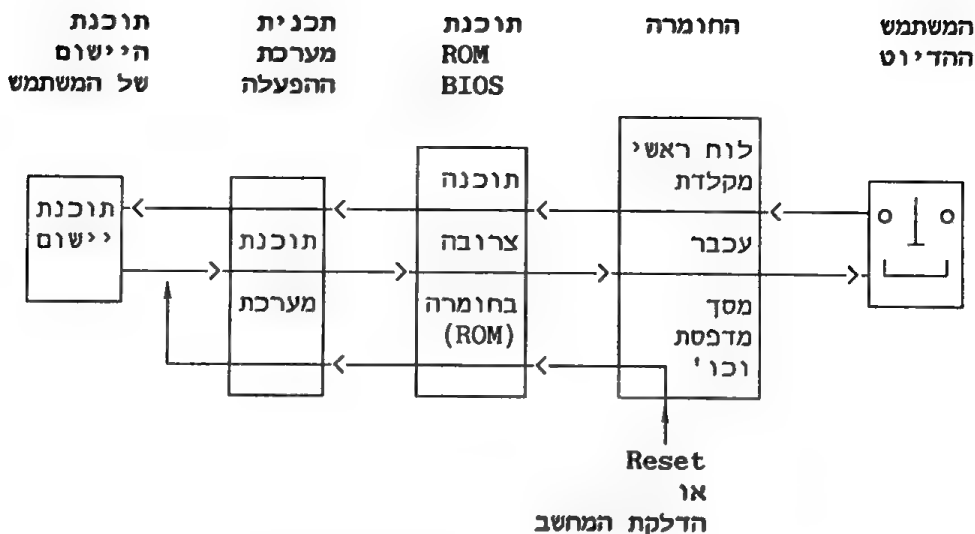 המשתמש
ההדיוט
החומרה
תוכנת
ROM
BIOS
תכנית
מערכת
ההפעלה
תוכנת
היישום
של המשתמש
לוח ראשי
מקלדת
עכבר
מסך
מדפסת
וכו'
תוכנה
צרובה
בחומרה
(ROM)
תוכנת
מערכת
תוכנת
יישום
Reset
או
הדלקת המחשב